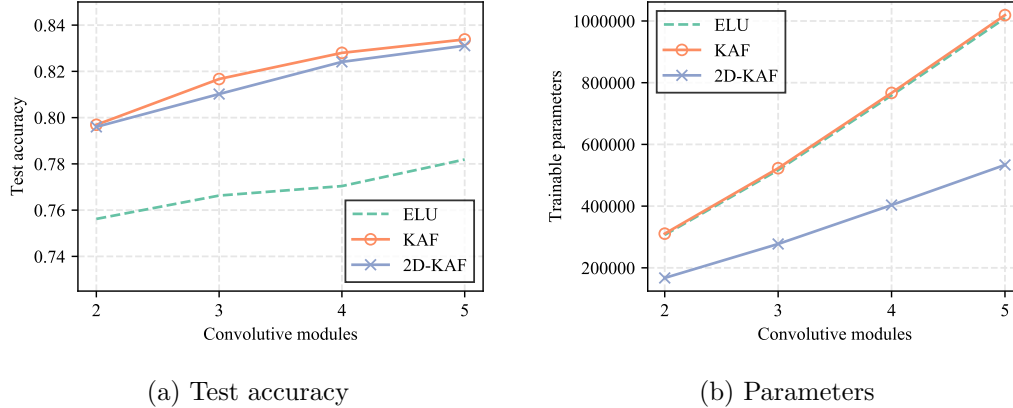 0.84
0.82
0.80
0.78
0.76
0.74
Test accuracy
ELU
KAF
2D-KAF
2 3 4 5
Convolutive modules
(a) Test accuracy
1000000
800000
600000
400000
200000
Trainable parameters
ELU
KAF
2D-KAF
2 3 4 5
Convolutive modules
(b) Parameters